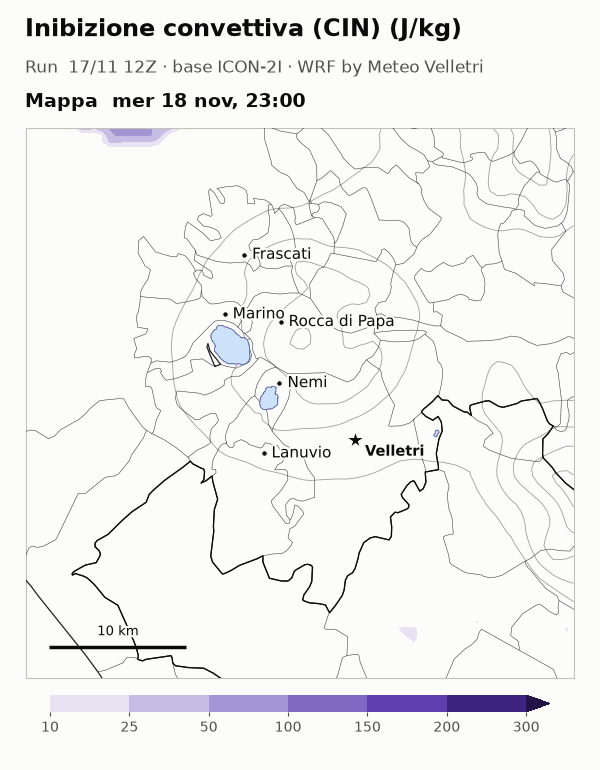 Inibizione convettiva (CIN) (J/kg)
Run  17/11 12Z · base ICON-2I · WRF by Meteo Velletri
Mappa  mer 18 nov, 23:00
Frascati
Marino
Rocca di Papa
Nemi
Velletri
Lanuvio
10 km
10 25 50 100 150 200 300